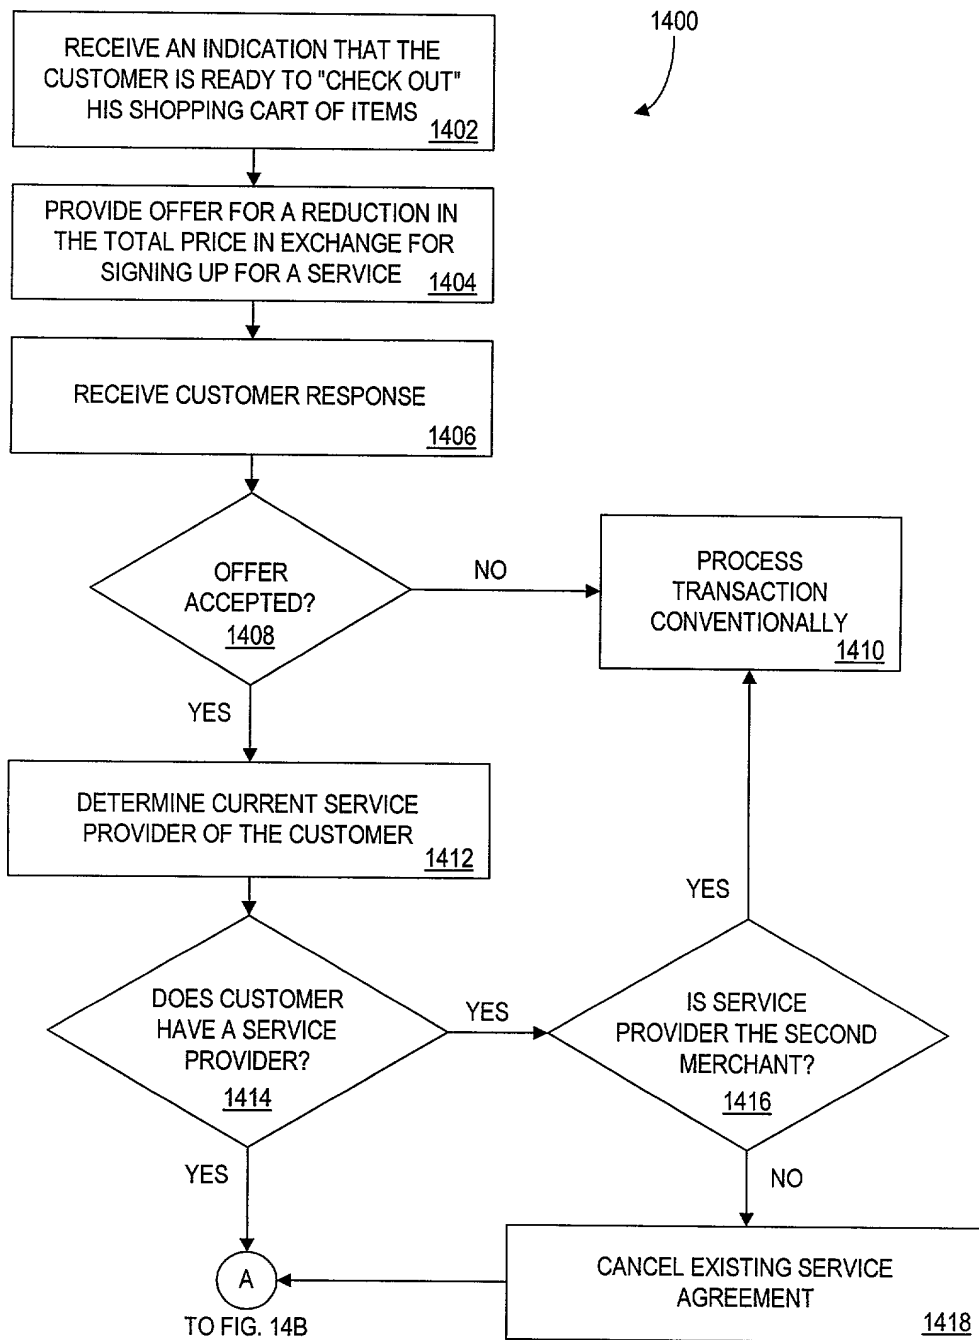 1400
RECEIVE AN INDICATION THAT THE
CUSTOMER IS READY TO "CHECK OUT"
HIS SHOPPING CART OF ITEMS
1402
PROVIDE OFFER FOR A REDUCTION IN
THE TOTAL PRICE IN EXCHANGE FOR
SIGNING UP FOR A SERVICE
1404
RECEIVE CUSTOMER RESPONSE
1406
OFFER
ACCEPTED?
1408
NO
PROCESS
TRANSACTION
CONVENTIONALLY
1410
YES
DETERMINE CURRENT SERVICE
PROVIDER OF THE CUSTOMER
1412
YES
DOES CUSTOMER
HAVE A SERVICE
PROVIDER?
1414
YES
IS SERVICE
PROVIDER THE SECOND
MERCHANT?
1416
YES
NO
A
TO FIG. 14B
CANCEL EXISTING SERVICE
AGREEMENT
1418